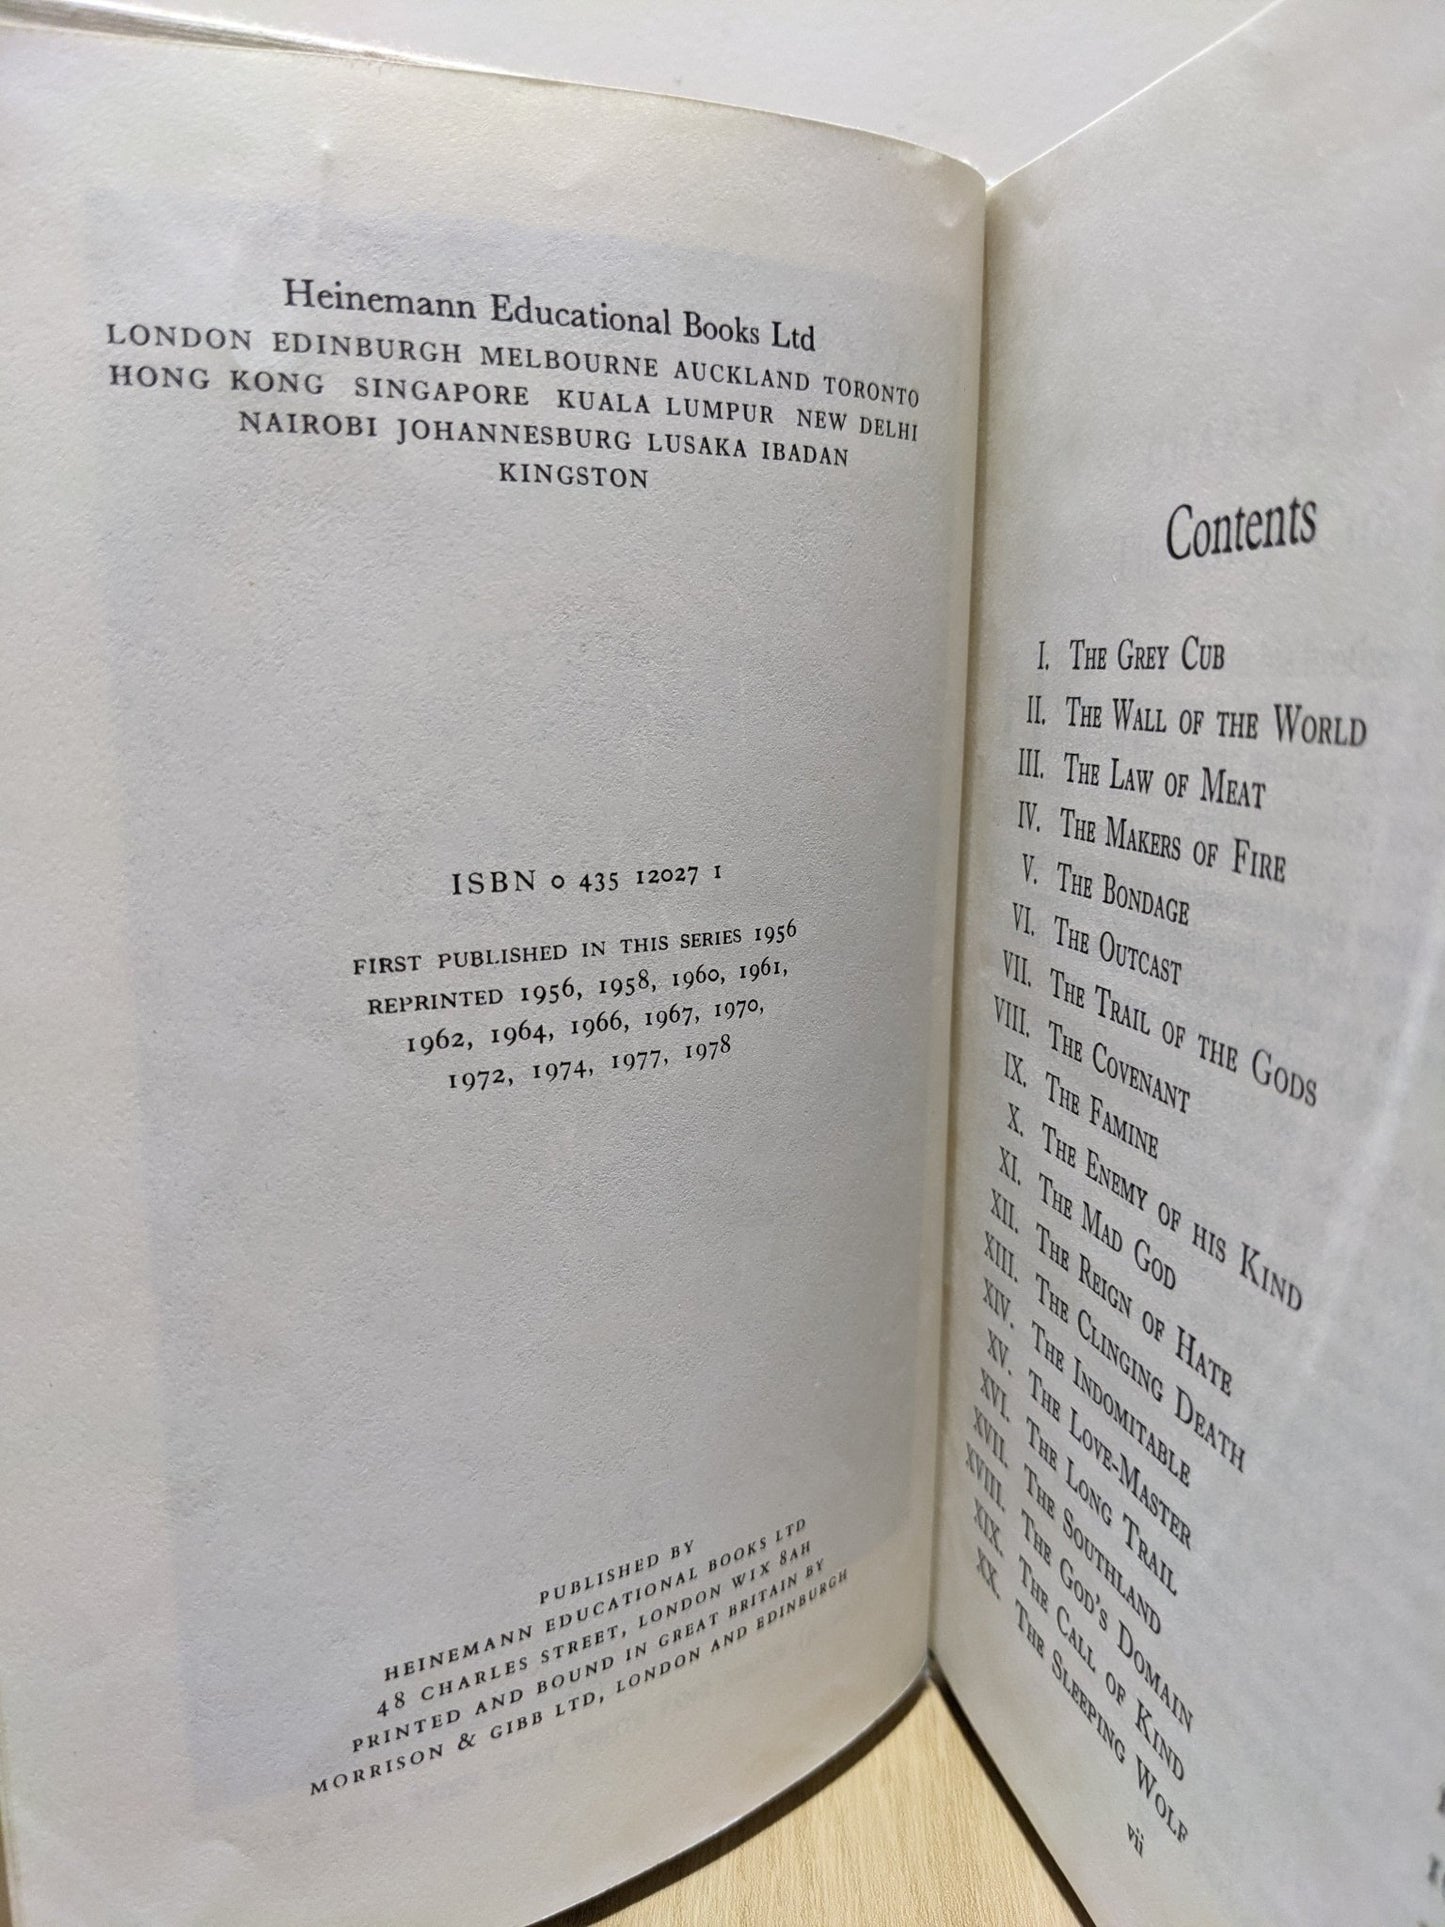 Heinemann Educational Books Ltd
LONDON EDINBURGH MELBOURNE AUCKLAND TORONTO
HONG KONG SINGAPORE KUALA LUMPUR NEW DELHI
NAIROBI JOHANNESBURG LUSAKA IBADAN
KINGSTON
ISBN 0 435 12027 1
FIRST PUBLISHED IN THIS SERIES 1956
REPRINTED 1956, 1958, 1960, 1961,
1962, 1964, 1966, 1967, 1970,
1972, 1974, 1977, 1978
PUBLISHED BY
HEINEMANN EDUCATIONAL BOOKS LTD
48 CHARLES STREET, LONDON W1X 8AH
PRINTED AND BOUND IN GREAT BRITAIN BY
MORRISON & GIBB LTD, LONDON AND EDINBURGH
Contents
I. THE GREY CUB
II. THE WALL OF THE WORLD
III. THE LAW OF MEAT
IV. THE MAKERS OF FIRE
V. THE BONDAGE
VI. THE OUTCAST
VII. THE TRAIL OF THE GODS
VIII. THE COVENANT
IX. THE FAMINE
X. THE ENEMY OF HIS KIND
XI. THE MAD GOD
XII. THE REIGN OF HATE
XIII. THE CLINGING DEATH
XIV. THE INDOMITABLE
XV. THE LOVE-MASTER
XVI. THE LONG TRAIL
XVII. THE SOUTHLAND
XVIII. THE GOD'S DOMAIN
XIX. THE CALL OF KIND
XX. THE SLEEPING WOLF
vii